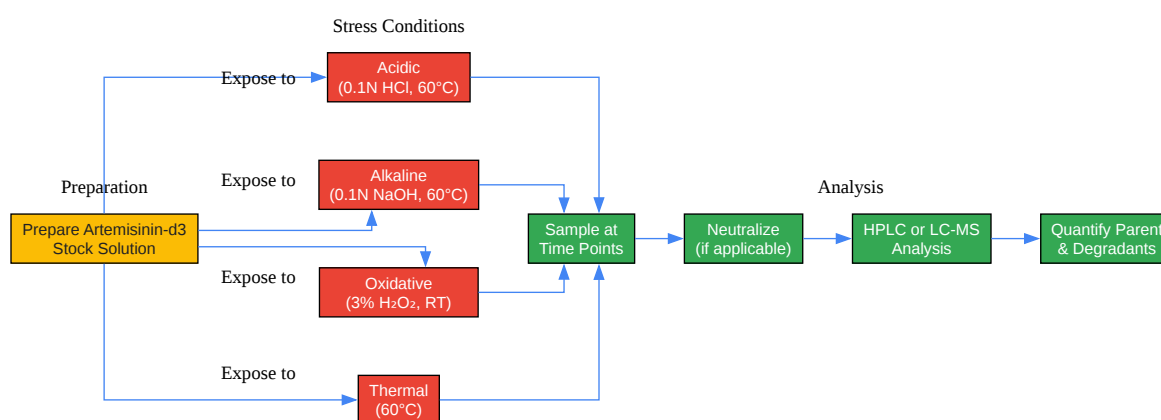 Stress Conditions
Expose to
Acidic
(0.1N HCl, 60°C)
Preparation
Expose to
Alkaline
(0.1N NaOH, 60°C)
Analysis
Prepare Artemisinin-d3
Stock Solution
Sample at
Time Points
Neutralize
(if applicable)
HPLC or LC-MS
Analysis
Quantify Parent
& Degradants
Expose to
Oxidative
(3% H₂O₂, RT)
Expose to
Thermal
(60°C)